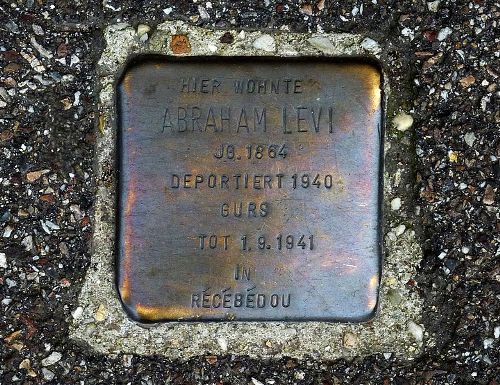 HIER WOHNTE
ABRAHAM LEVI
JG. 1864
DEPORTIERT 1940
GURS
TOT 1.9.1941
IN
RÉCÉBÉDOU